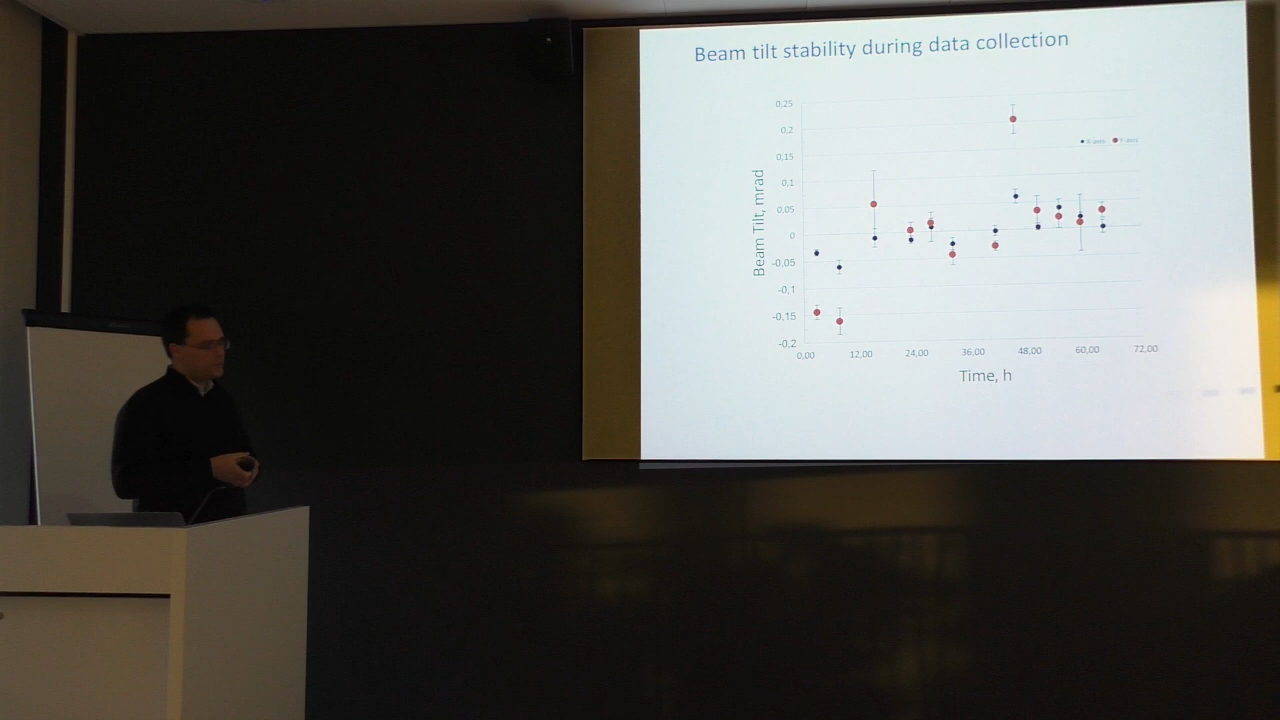 Beam tilt stability during data collection
0,25
0,2
0,15
0,1
0,05
0
-0,05
-0,1
-0,15
-0,2
Beam Tilt, mrad
X-axis Y-axis
0,00 12,00 24,00 36,00 48,00 60,00 72,00
Time, h